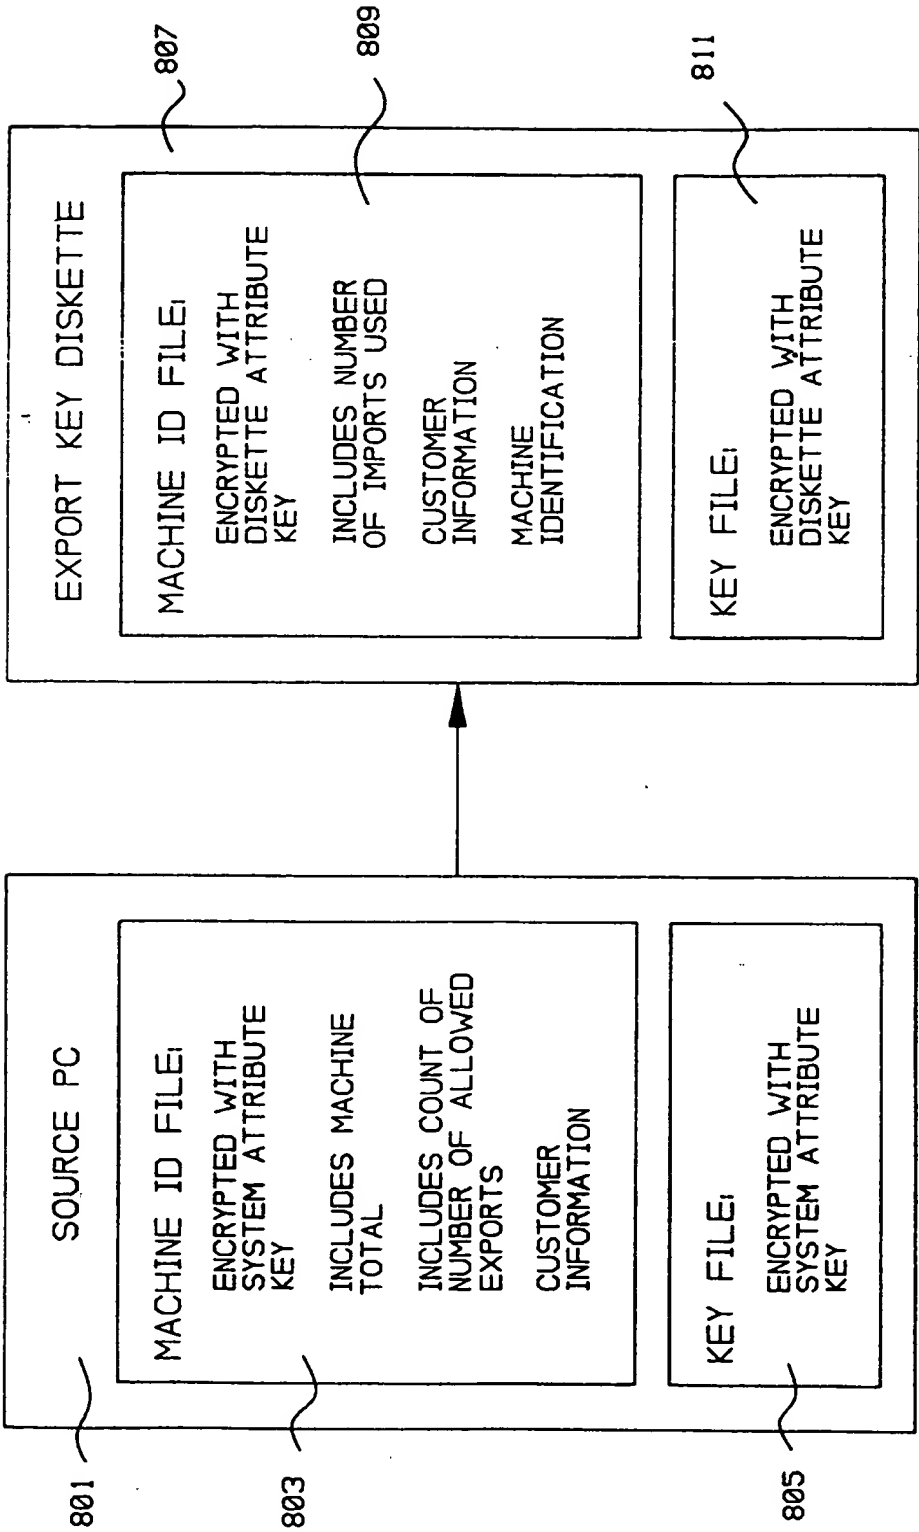 801
SOURCE PC
803
MACHINE ID FILE:
ENCRYPTED WITH
SYSTEM ATTRIBUTE
KEY
INCLUDES MACHINE
TOTAL
INCLUDES COUNT OF
NUMBER OF ALLOWED
EXPORTS
CUSTOMER
INFORMATION
805
KEY FILE:
ENCRYPTED WITH
SYSTEM ATTRIBUTE
KEY
807
EXPORT KEY DISKETTE
809
MACHINE ID FILE:
ENCRYPTED WITH
DISKETTE ATTRIBUTE
KEY
INCLUDES NUMBER
OF IMPORTS USED
CUSTOMER
INFORMATION
MACHINE
IDENTIFICATION
811
KEY FILE:
ENCRYPTED WITH
DISKETTE ATTRIBUTE
KEY